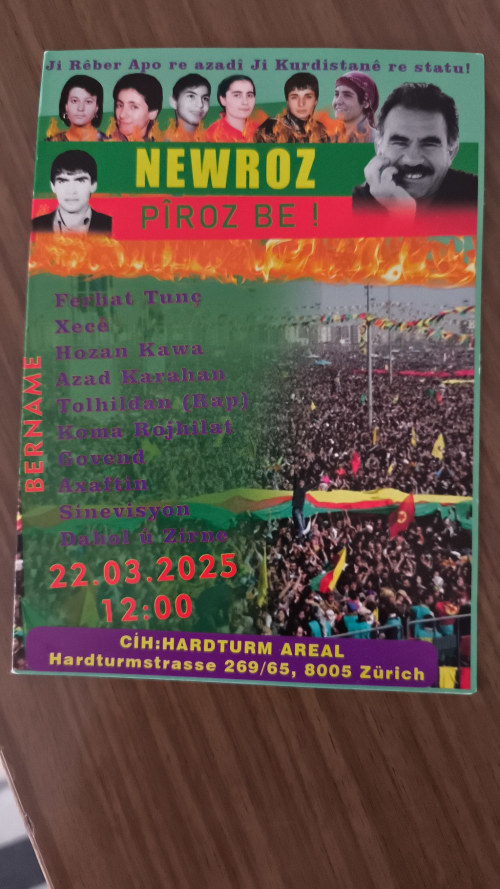 Ji Rêber Apo re azadî Ji Kurdistanê re statu!
NEWROZ
PÎROZ BE !
BERNAME
Ferhat Tunç
Xecê
Hozan Kawa
Azad Karahan
Tolhildan (Rap)
Koma Rojhilat
Govend
Axaftin
Sinevisyon
Dahol û Zirne
22.03.2025
12:00
CİH:HARDTURM AREAL
Hardturmstrasse 269/65, 8005 Zürich